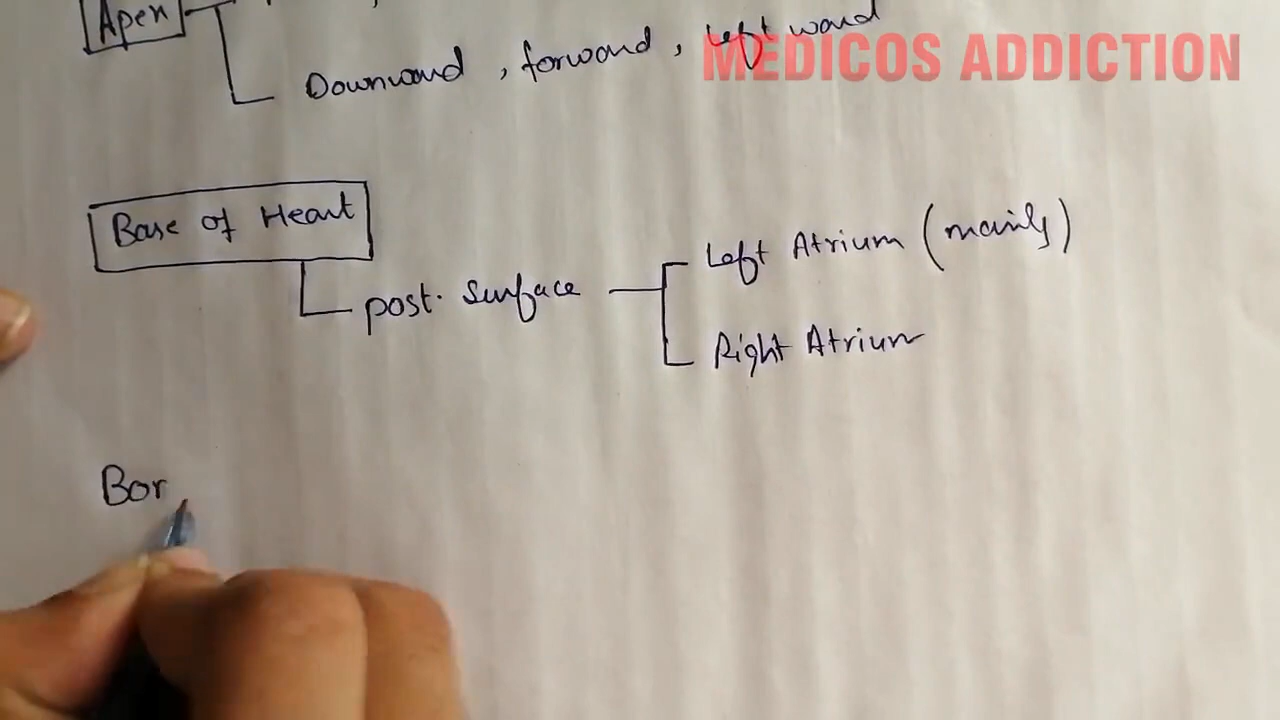 Apex
Downward, forward, Left ward
MEDICOS ADDICTION
Base of Heart
post. surface
Left Atrium (mainly)
Right Atrium
Bor